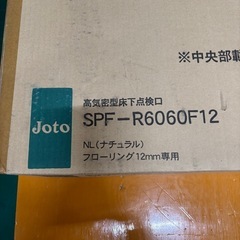 ※中央部載
高気密型床下点検口
Joto
SPF-R6060F12
NL(ナチュラル)
フローリング12mm専用